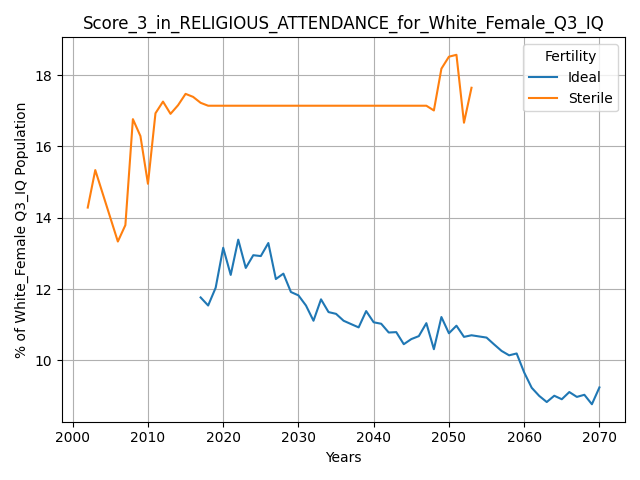 Score_3_in_RELIGIOUS_ATTENDANCE_for_White_Female_Q3_IQ
Fertility
Ideal
Sterile
% of White_Female Q3_IQ Population
18
16
14
12
10
2000 2010 2020 2030 2040 2050 2060 2070
Years